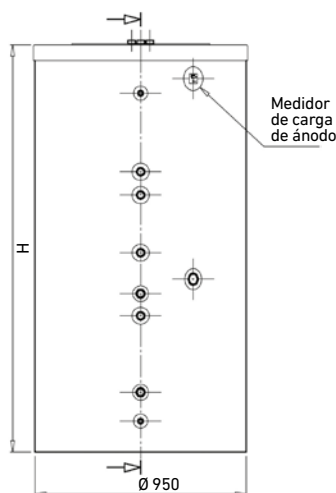 Medidor
de carga
de ánodo
H
Ø 950